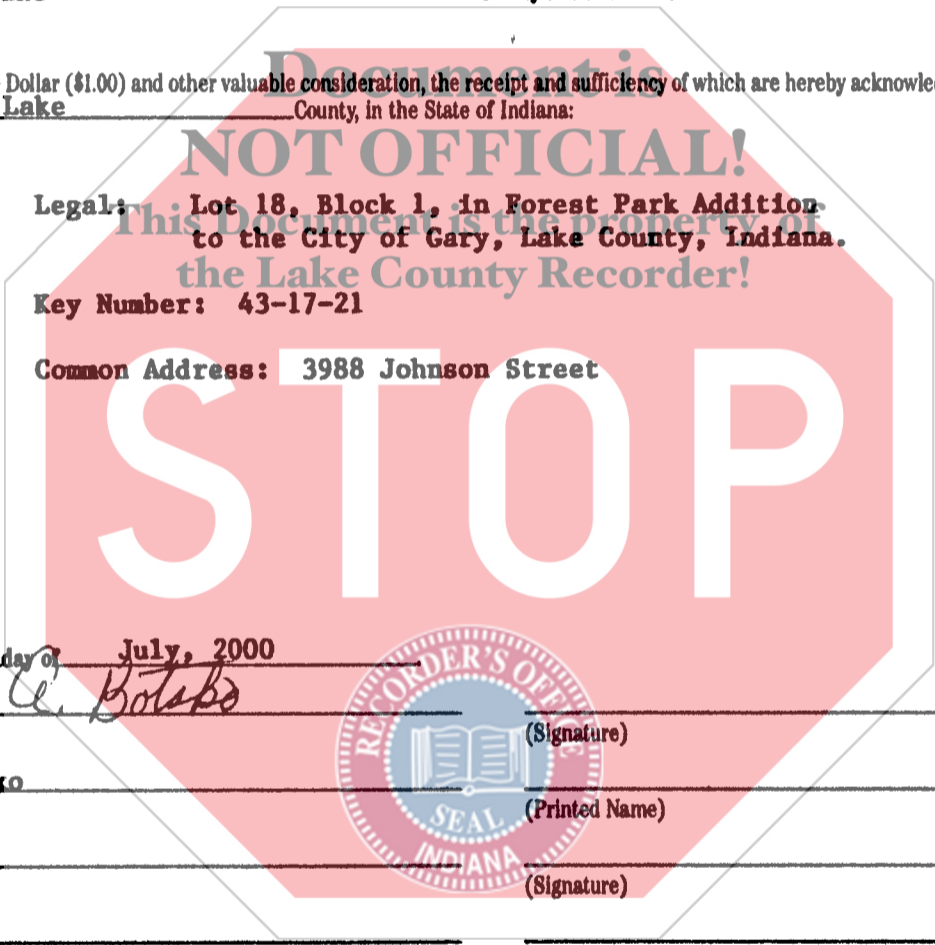 Document is
Dollar ($1.00) and other valuable consideration, the receipt and sufficiency of which are hereby
Lake County, in the State of Indiana:
NOT OFFICIAL!
Legal: Lot 18, Block 1, in Forest Park Addition
This Document is the property of
to the City of Gary, Lake County, Indiana.
the Lake County Recorder!
Key Number: 43-17-21
Common Address: 3988 Johnson Street
STOP
day of July, 2000
(Signature)
RECORDER'S OFFICE
(Printed Name)
SEAL
INDIANA
(Signature)